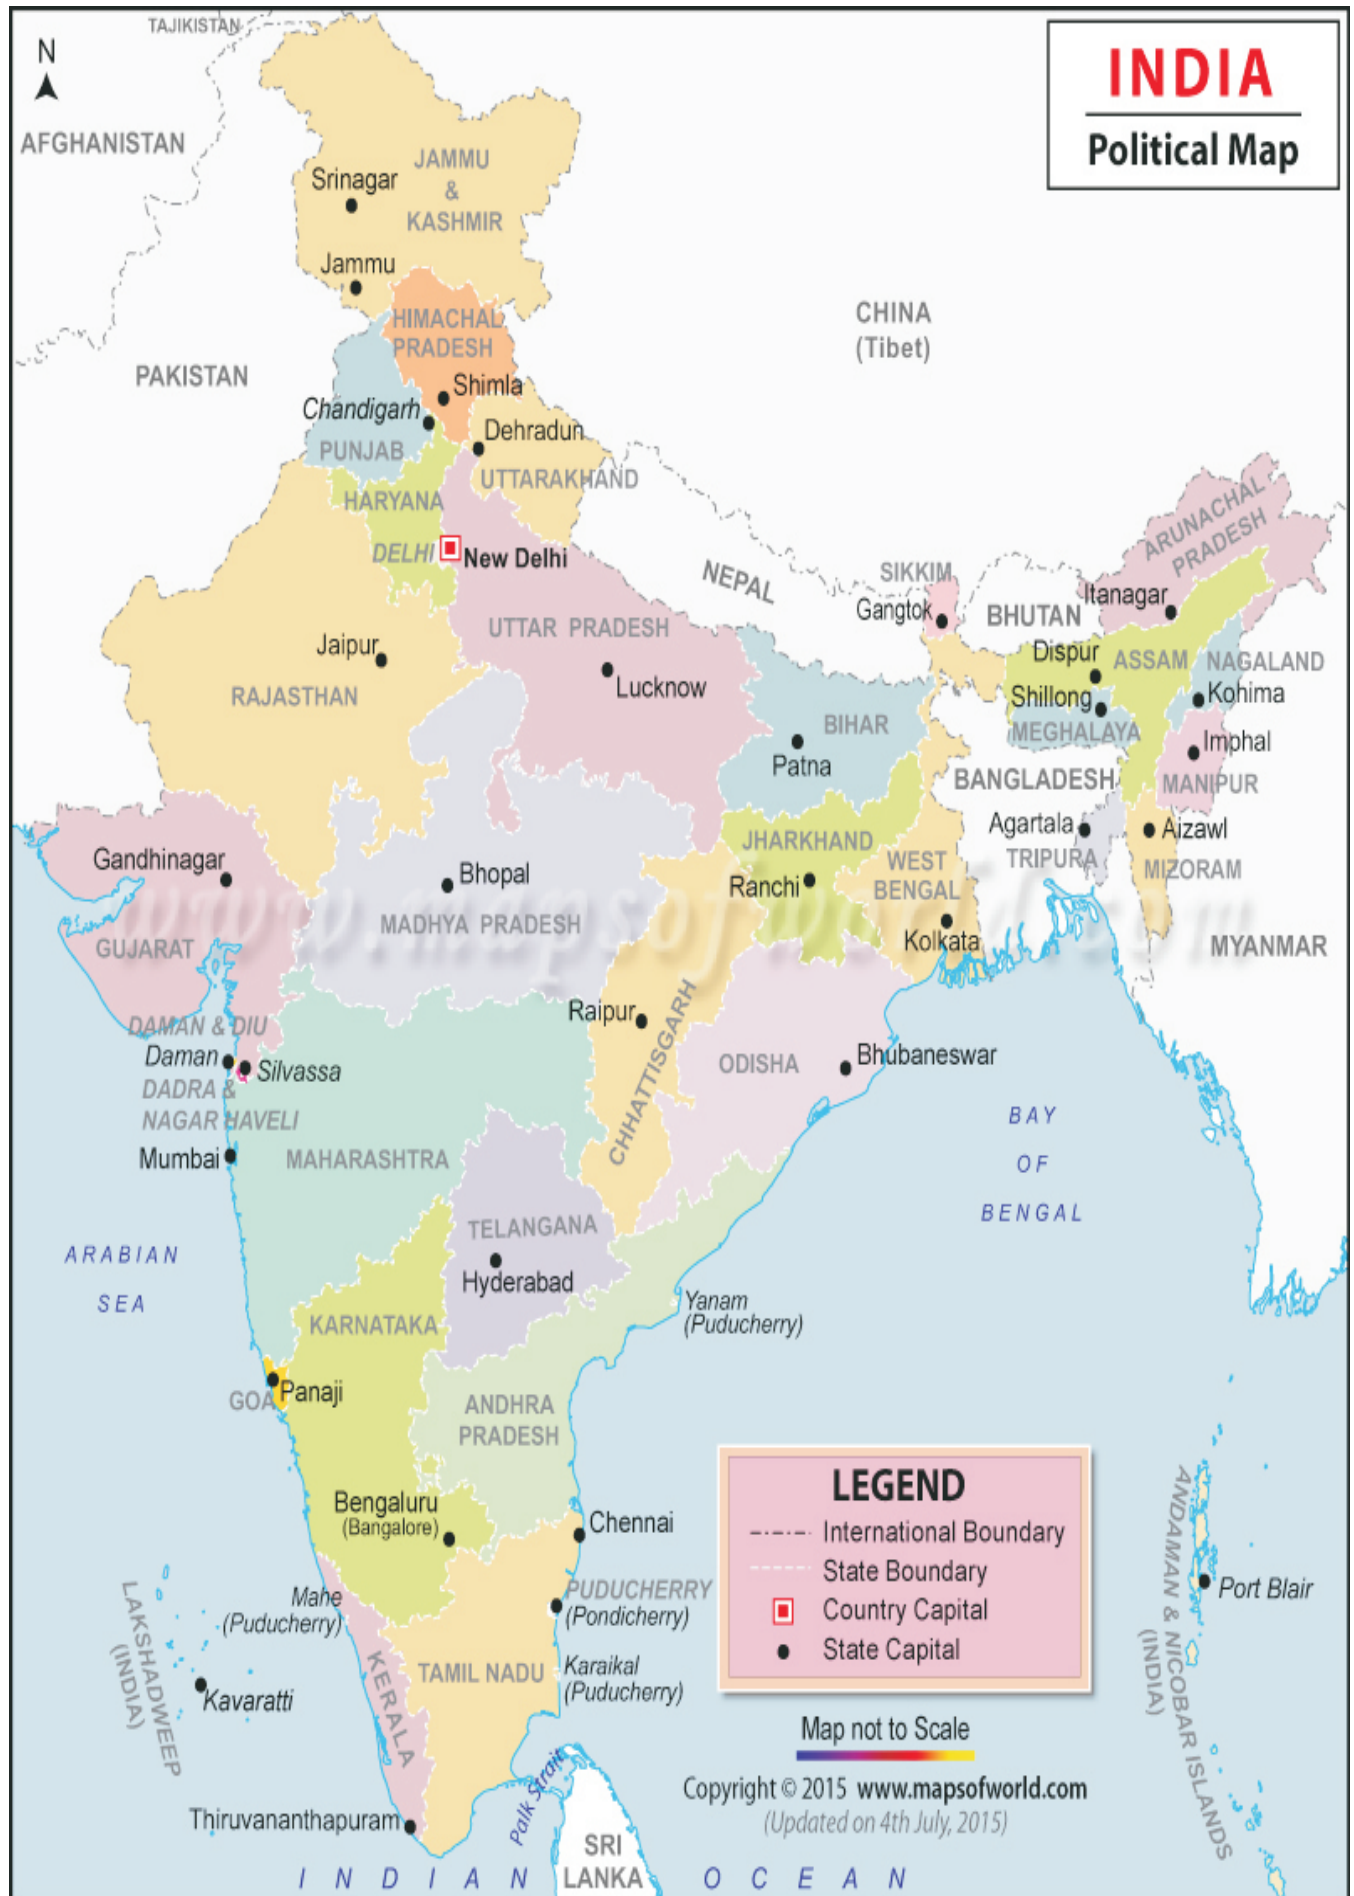 TAJIKISTAN
N
INDIA
Political Map
AFGHANISTAN
JAMMU
&
KASHMIR
Srinagar
Jammu
CHINA
(Tibet)
HIMACHAL
PRADESH
PAKISTAN
Shimla
Chandigarh
Dehradun
PUNJAB
UTTARAKHAND
HARYANA
ARUNACHAL
PRADESH
DELHI
New Delhi
NEPAL
SIKKIM
Gangtok
BHUTAN
Itanagar
UTTAR PRADESH
Jaipur
Dispur
ASSAM
NAGALAND
RAJASTHAN
Lucknow
Shillong
Kohima
BIHAR
MEGHALAYA
Imphal
Patna
BANGLADESH
MANIPUR
Agartala
Aizawl
JHARKHAND
TRIPURA
MIZORAM
Gandhinagar
WEST
BENGAL
Bhopal
Ranchi
www.mapsofworld.com
MADHYA PRADESH
Kolkata
MYANMAR
GUJARAT
Raipur
CHHATTISGARH
DAMAN & DIU
Daman
Silvassa
ODISHA
Bhubaneswar
DADRA &
NAGAR HAVELI
BAY
OF
BENGAL
Mumbai
MAHARASHTRA
TELANGANA
Hyderabad
ARABIAN
SEA
Yanam
(Puducherry)
KARNATAKA
GOA
Panaji
ANDHRA
PRADESH
LEGEND
International Boundary
State Boundary
Country Capital
State Capital
Bengaluru
(Bangalore)
Chennai
ANDAMAN & NICOBAR ISLANDS
(INDIA)
Port Blair
Mahe
(Puducherry)
PUDUCHERRY
(Pondicherry)
LAKSHADWEEP
(INDIA)
Kavaratti
KERALA
TAMIL NADU
Karaikal
(Puducherry)
Map not to Scale
Copyright © 2015 www.mapsofworld.com
(Updated on 4th July, 2015)
Palk Strait
Thiruvananthapuram
SRI
LANKA
INDIAN OCEAN